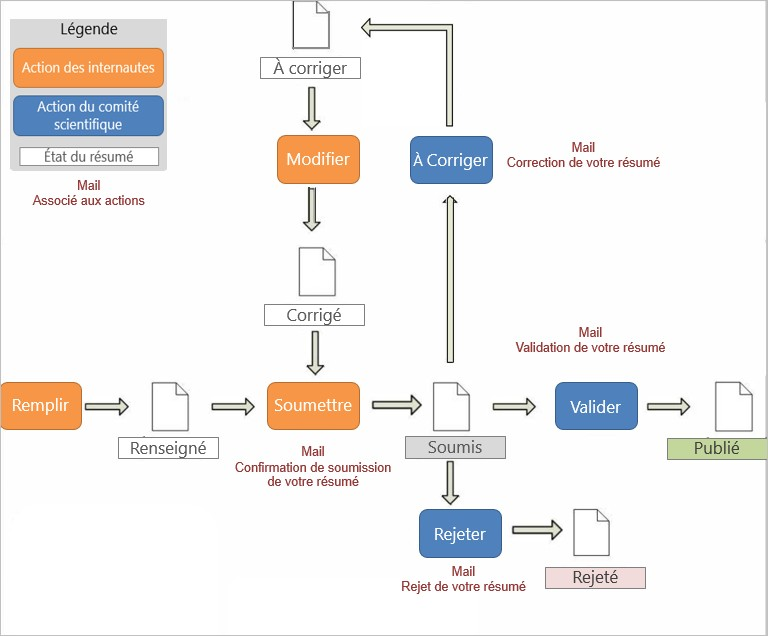 Légende
Action des internautes
Action du comité
scientifique
État du résumé
Mail
Associé aux actions
À corriger
Modifier
À Corriger
Mail
Correction de votre résumé
Corrigé
Mail
Validation de votre résumé
Remplir
Renseigné
Soumettre
Mail
Confirmation de soumission
de votre résumé
Soumis
Valider
Publié
Rejeter
Mail
Rejet de votre résumé
Rejeté